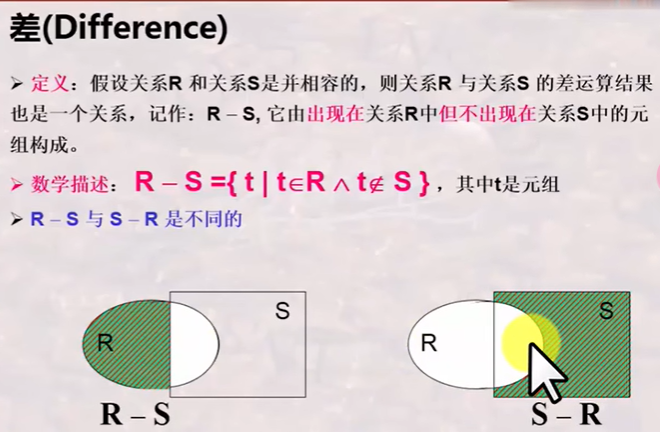 差(Difference)
➢ 定义：假设关系R 和关系S是并相容的，则关系R 与关系S 的差运算结果
也是一个关系，记作：R – S, 它由出现在关系R中但不出现在关系S中的元
组构成。
➢ 数学描述： R – S ={ t | t∈R ∧ t∉ S } ，其中t是元组
➢ R – S 与 S – R 是不同的
R S
R S
R – S
S – R